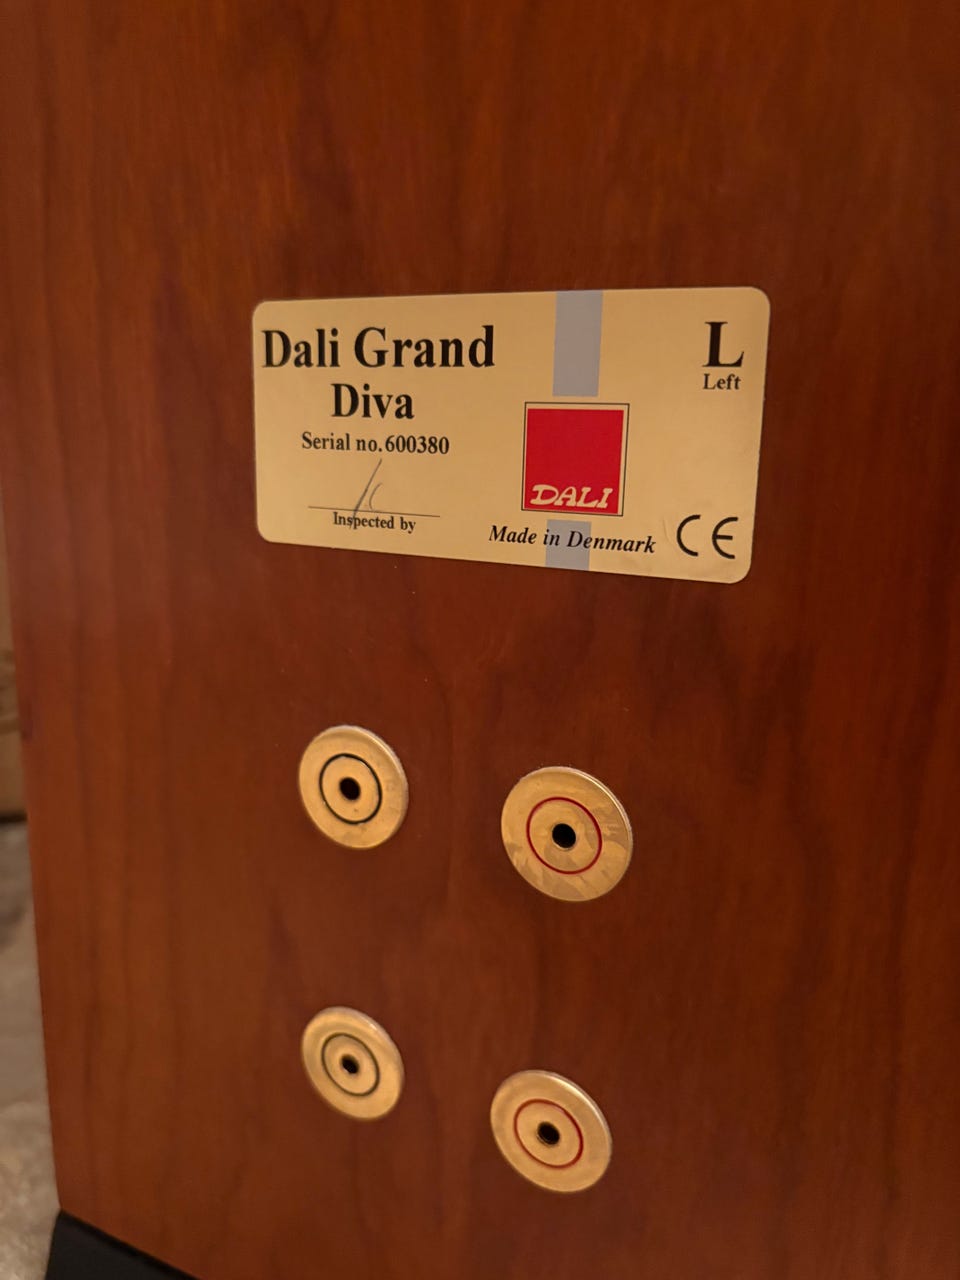 Dali Grand
Diva
Serial no. 600380
Inspected by
L
Left
DALI
Made in Denmark
CE